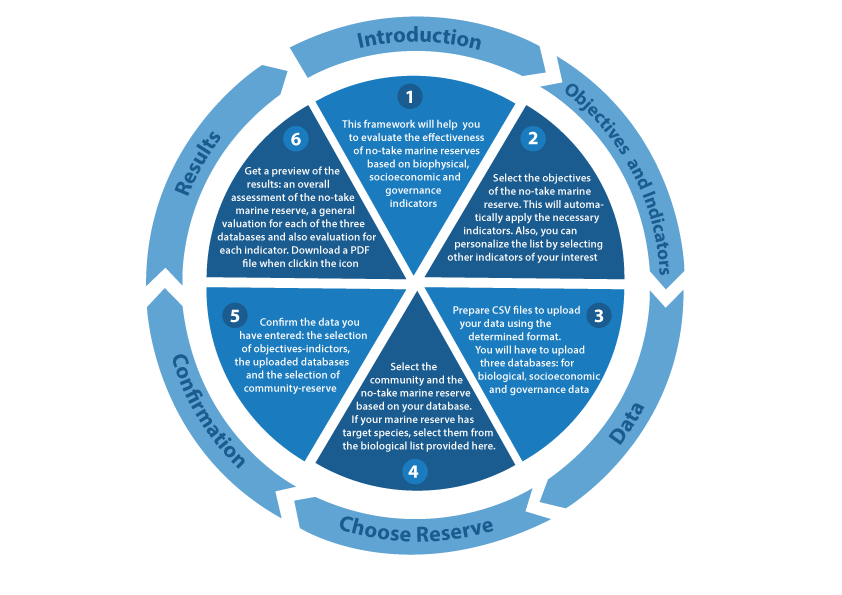 Introduction
1
This framework will help you
to evaluate the effectiveness
of no-take marine reserves
based on biophysical,
socioeconomic and
governance
indicators
Objectives and Indicators
2
Select the objectives
of the no-take marine
reserve. This will automa-
tically apply the necessary
indicators. Also, you can
personalize the list by selecting
other indicators of your interest
Data
3
Prepare CSV files to upload
your data using the
determined format.
You will have to upload
three databases: for
biological, socioeconomic
and governance data
Choose Reserve
Select the
community and the
no-take marine reserve
based on your database.
If your marine reserve has
target species, select them from
the biological list provided here.
4
Confirmation
5
Confirm the data you
have entered: the selection
of objectives-indictors,
the uploaded databases
and the selection of
community-reserve
Results
6
Get a preview of the
results: an overall
assessment of the no-take
marine reserve, a general
valuation for each of the three
databases and also evaluation for
each indicator. Download a PDF
file when clickin the icon